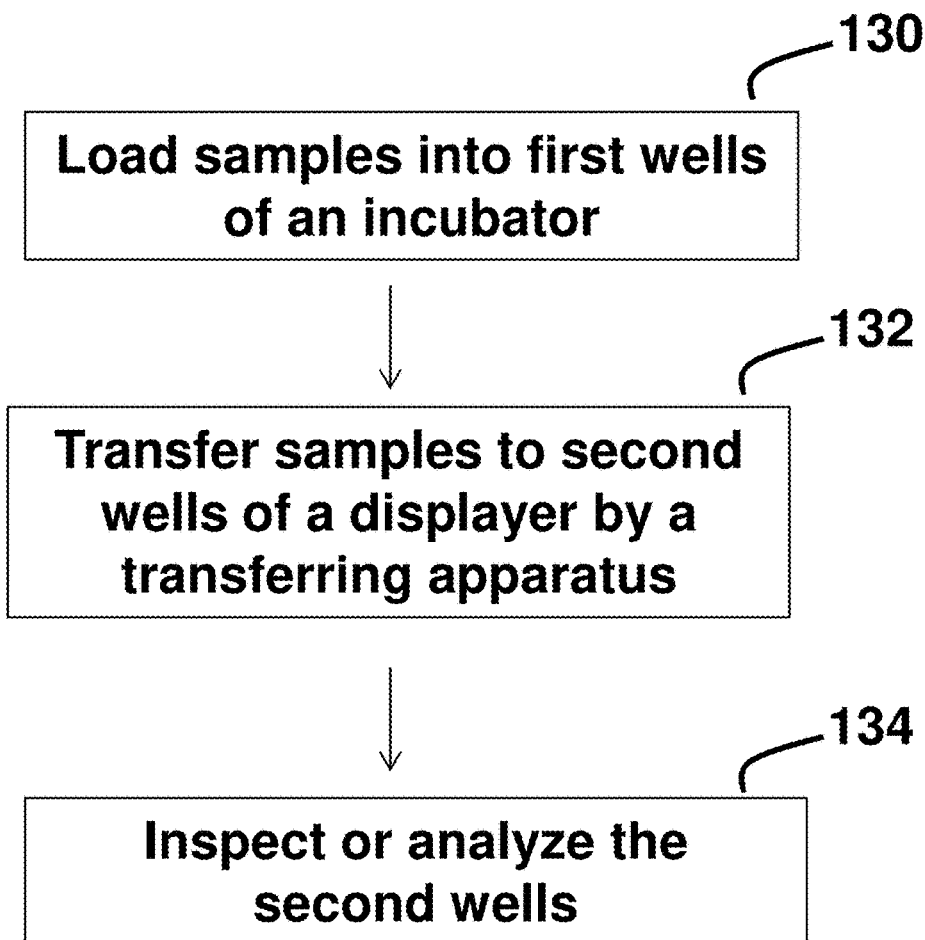 130
Load samples into first wells
of an incubator
132
Transfer samples to second
wells of a displayer by a
transferring apparatus
134
Inspect or analyze the
second wells